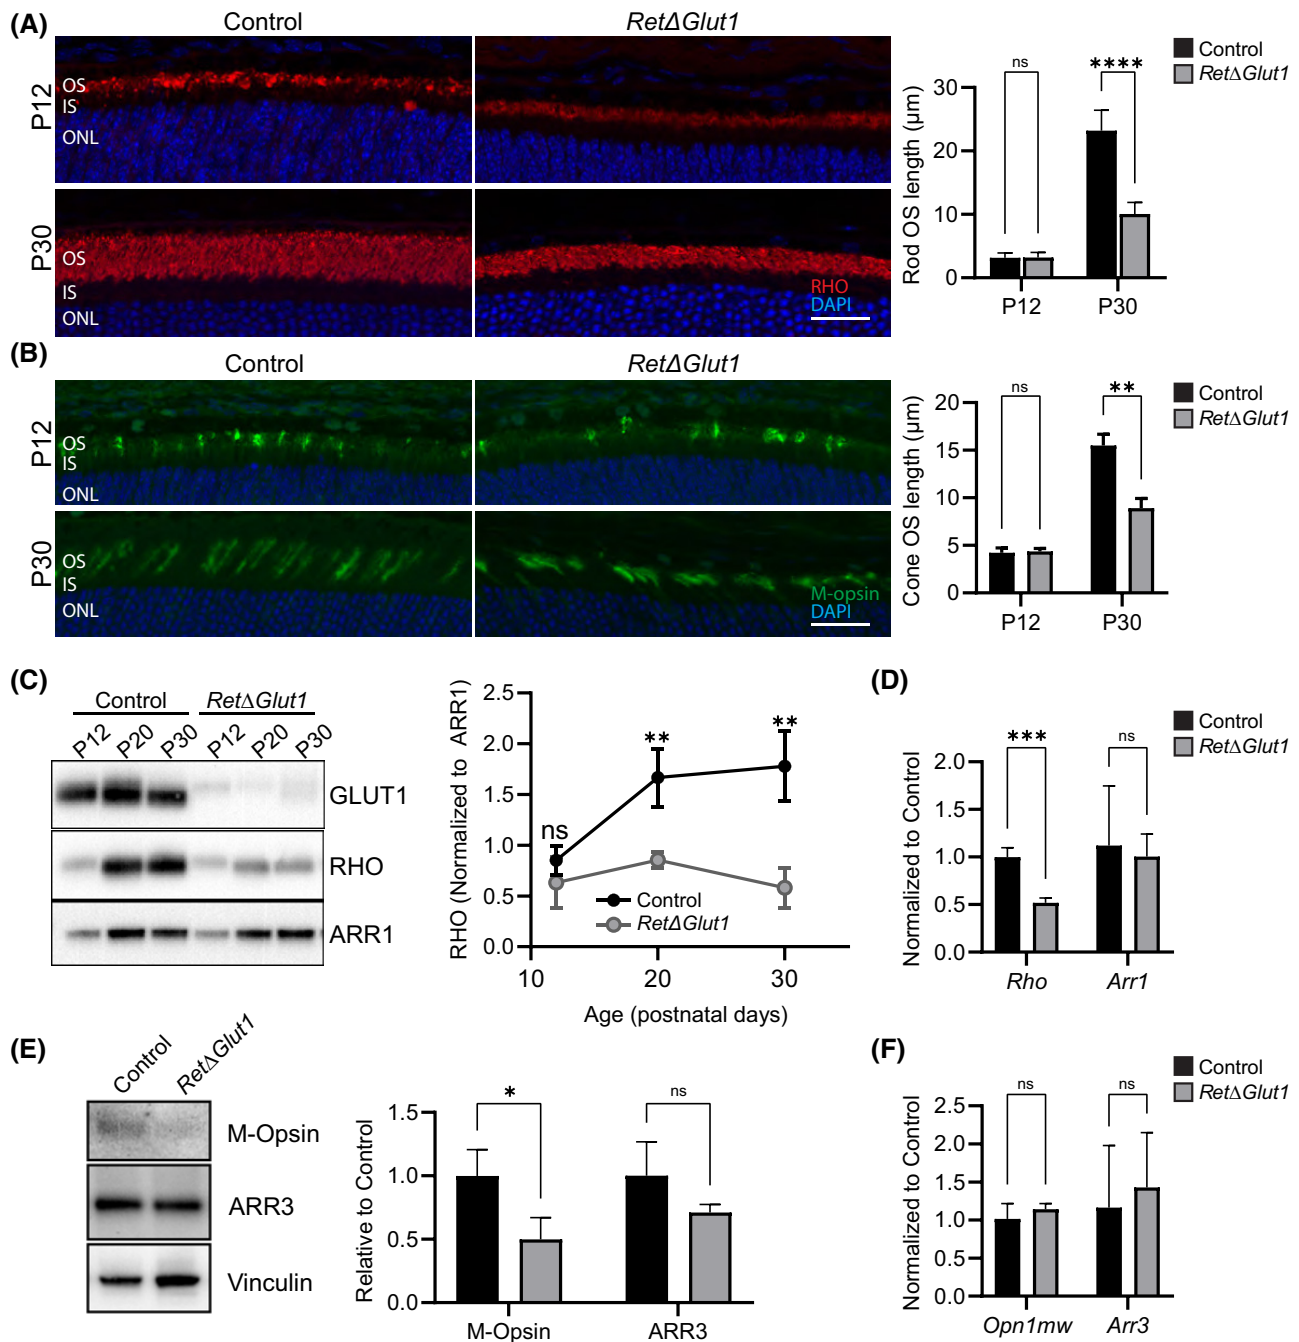 (A)
Control
RetΔGlut1
P12
OS
IS
ONL
P30
OS
IS
ONL
RHO
DAPI
Control
RetΔGlut1
ns
****
Rod OS length (µm)
30
20
10
0
P12
P30
(B)
Control
RetΔGlut1
P12
OS
IS
ONL
P30
OS
IS
ONL
M-opsin
DAPI
Control
RetΔGlut1
ns
**
Cone OS length (µm)
20
15
10
5
0
P12
P30
(C)
Control
RetΔGlut1
P12
P20
P30
P12
P20
P30
GLUT1
RHO
ARR1
RHO (Normalized to ARR1)
2.5
2.0
1.5
1.0
0.5
0.0
ns
**
**
Control
RetΔGlut1
10
20
30
Age (postnatal days)
(D)
Control
RetΔGlut1
***
ns
Normalized to Control
2.0
1.5
1.0
0.5
0.0
Rho
Arr1
(E)
Control
RetΔGlut1
M-Opsin
ARR3
Vinculin
*
ns
Relative to Control
1.5
1.0
0.5
0.0
M-Opsin
ARR3
(F)
Control
RetΔGlut1
ns
ns
Normalized to Control
2.5
2.0
1.5
1.0
0.5
0.0
Opn1mw
Arr3